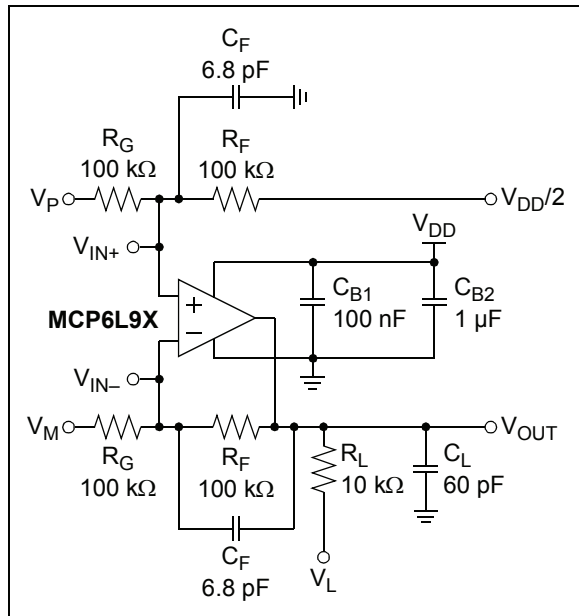 C_F
6.8 pF
R_G
100 kΩ
R_F
100 kΩ
V_P
V_DD/2
V_IN+
V_DD
+
MCP6L9X
–
C_B1
100 nF
C_B2
1 µF
V_IN–
V_M
V_OUT
R_G
100 kΩ
R_F
100 kΩ
R_L
10 kΩ
C_L
60 pF
C_F
6.8 pF
V_L